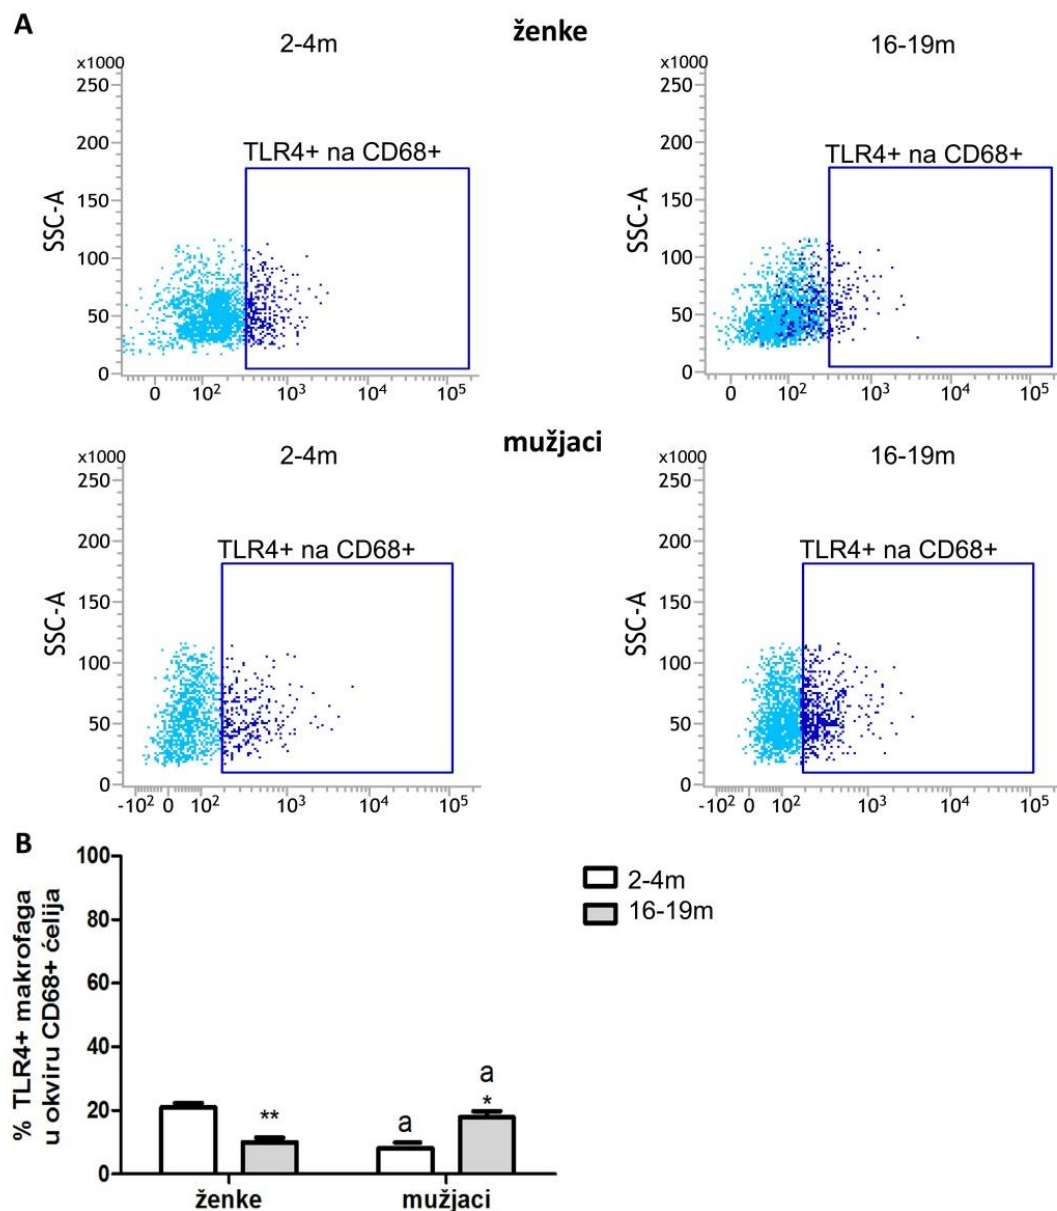 A
ženke
2-4m
16-19m
x1000
250
200
150
100
50
0
SSC-A
TLR4+ na CD68+
0 10² 10³ 10⁴ 10⁵
x1000
250
200
150
100
50
0
SSC-A
TLR4+ na CD68+
0 10² 10³ 10⁴ 10⁵
mužjaci
2-4m
16-19m
x1000
250
200
150
100
50
0
SSC-A
TLR4+ na CD68+
-10² 0 10² 10³ 10⁴ 10⁵
x1000
250
200
150
100
50
0
SSC-A
TLR4+ na CD68+
-10² 0 10² 10³ 10⁴ 10⁵
B
% TLR4+ makrofaga
u okviru CD68+ ćelija
100
80
60
40
20
0
**
a
a
*
ženke mužjaci
2-4m
16-19m